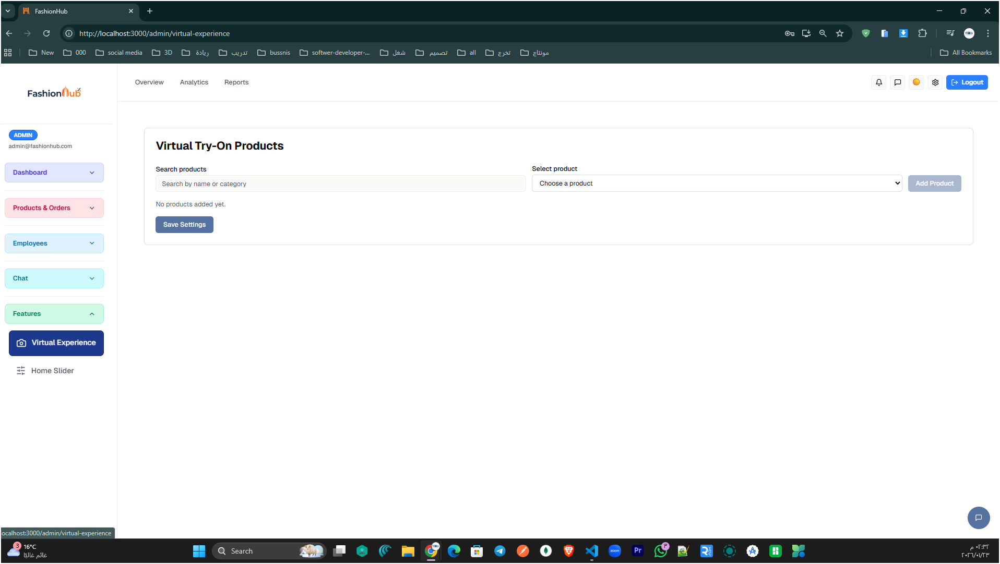 FashionHub
http://localhost:3000/admin/virtual-experience
New
000
social media
3D
ريادة
تدريب
bussnis
softwer-developer-...
شغل
تصميم
all
تخرج
مونتاج
All Bookmarks
FashionHub
Overview
Analytics
Reports
Logout
ADMIN
admin@fashionhub.com
Dashboard
Products & Orders
Employees
Chat
Features
Virtual Experience
Home Slider
Virtual Try-On Products
Search products
Select product
Search by name or category
Choose a product
Add Product
No products added yet.
Save Settings
ocalhost:3000/admin/virtual-experience
3
16°C
غائم غالبًا
Search
zoom
Pr
٣
٠٢:٣٢ م
٢٠٢٦/٠١/٢٣